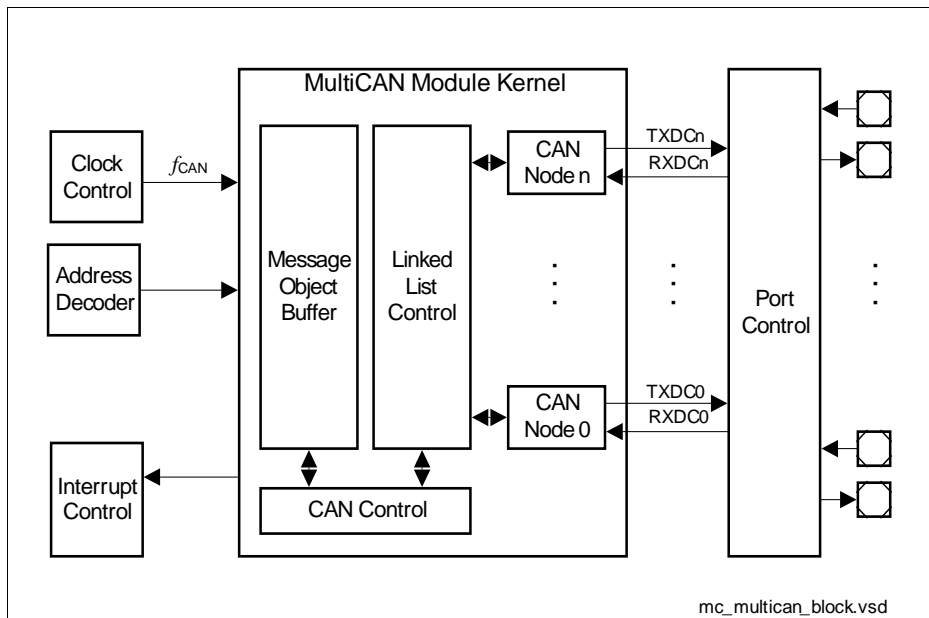 MultiCAN Module Kernel
Clock
Control
fCAN
Address
Decoder
Interrupt
Control
Message
Object
Buffer
Linked
List
Control
CAN Control
CAN
Node n
CAN
Node 0
TXDCn
RXDCn
TXDC0
RXDC0
Port
Control
mc_multican_block.vsd